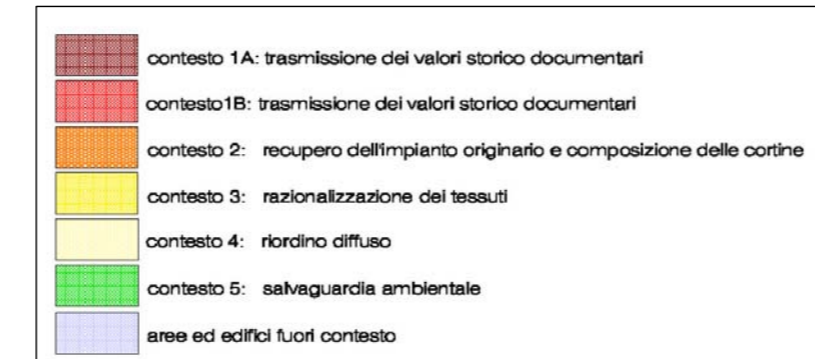 contesto 1A: trasmissione dei valori storico documentari
contesto1B: trasmissione dei valori storico documentari
contesto 2: recupero dell'impianto originario e composizione delle cortine
contesto 3: razionalizzazione dei tessuti
contesto 4: riordino diffuso
contesto 5: salvaguardia ambientale
aree ed edifici fuori contesto